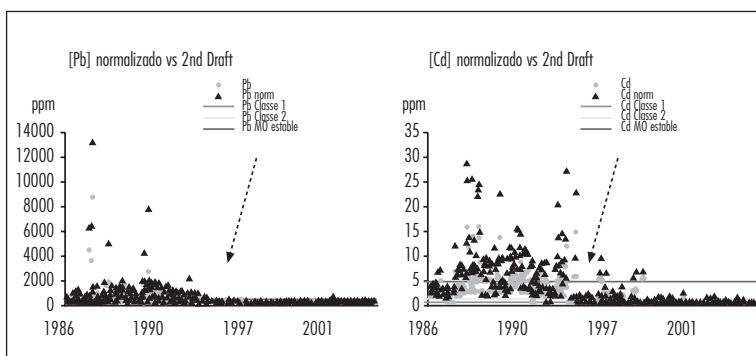 [Pb] normalizado vs 2nd Draft
Pb
Pb norm
Pb Classe 1
Pb Classe 2
Pb MO estable
ppm
14000
12000
10000
8000
6000
4000
2000
0
1986 1990 1997 2001
[Cd] normalizado vs 2nd Draft
Cd
Cd norm
Cd Classe 1
Cd Classe 2
Cd MO estable
ppm
35
30
25
20
15
10
5
0
1986 1990 1997 2001